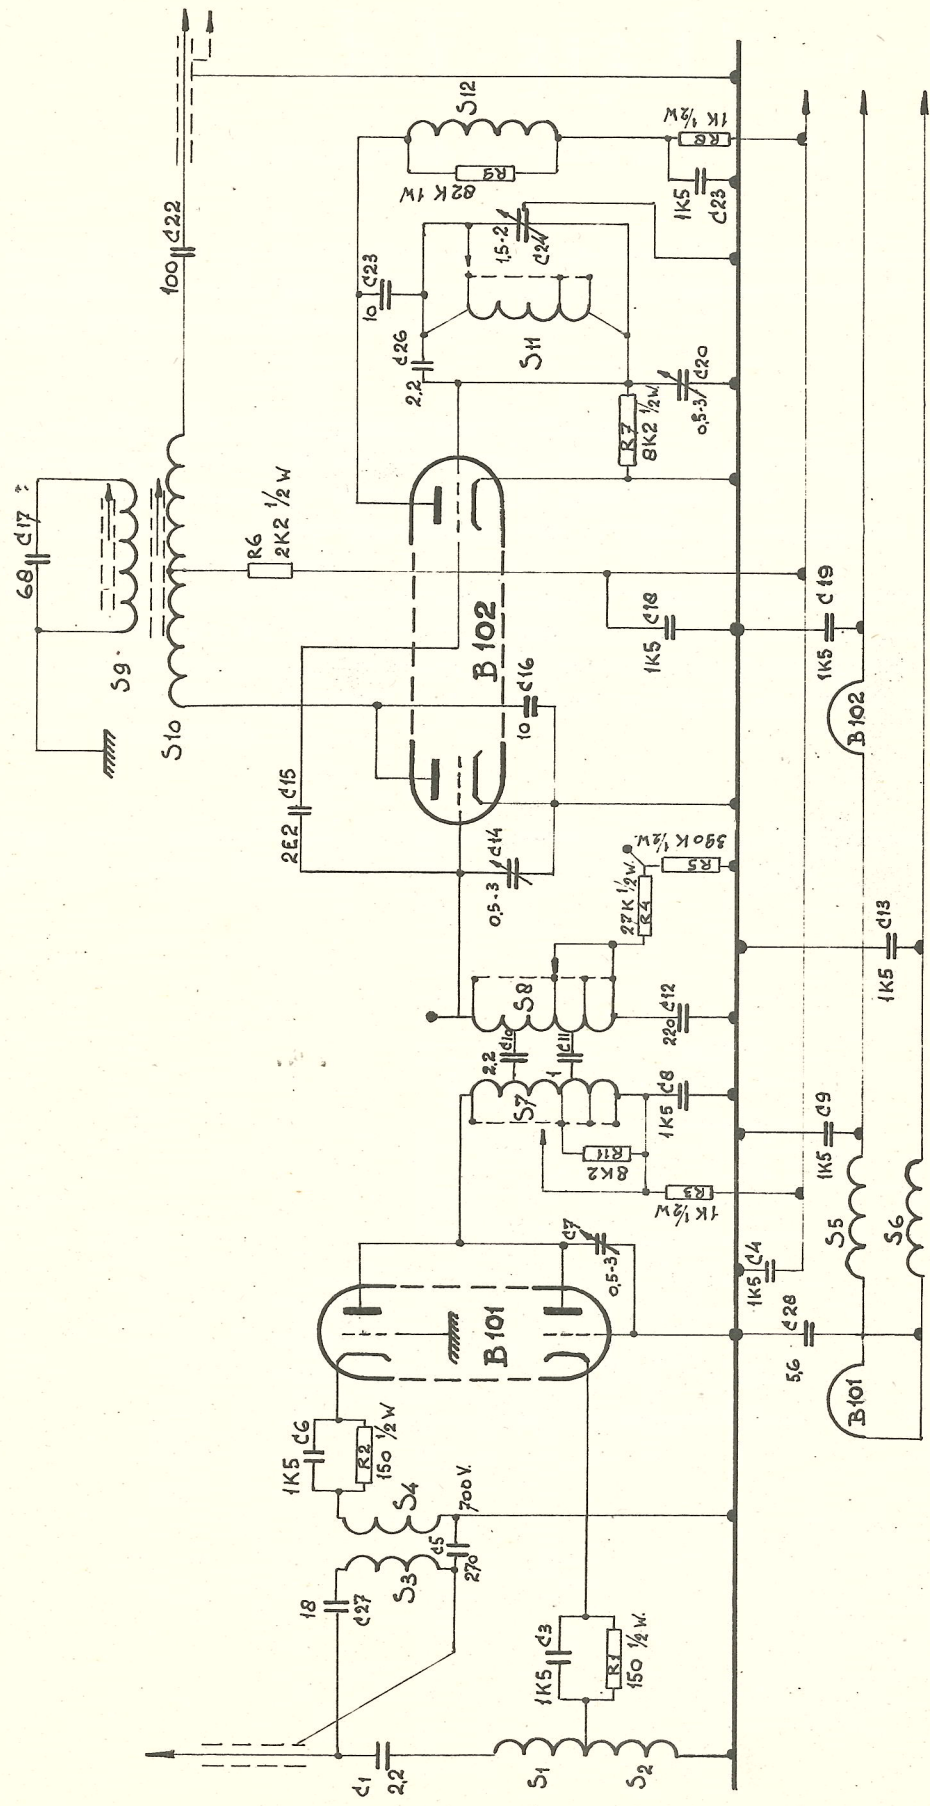 C1
2,2
S1
S2
18
C27
S3
C5
270
S4
700V.
1K5
C6
R2
150 ½ W
1K5
C3
R1
150 ½ W.
B101
C7
0,5-3
S7
R11
8K2
R3
1K ½W
1K5
C8
2,2
C10
1
C11
S8
220
C12
27K ½W.
R4
R5
390K ½W.
0,5-3
C14
2E2
C15
B102
10
C16
S9
S10
68
C17
R6
2K2 ½ W
1K5
C18
100
C22
10
C23
2,2
C26
S11
1,5-2
C24
R7
8K2 ½W.
0,5-3
C20
S12
R9
82K 1W
R8
1K ½W
1K5
C23
1K5
C4
5,6
C28
B101
S5
S6
1K5
C9
1K5
C13
B102
1K5
C19